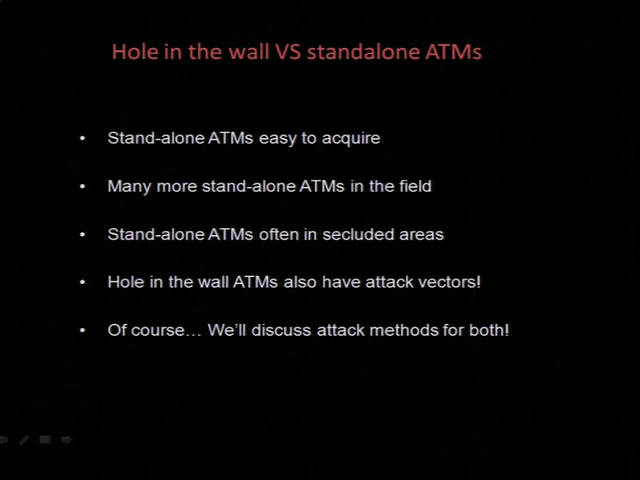 Hole in the wall VS standalone ATMs
• Stand-alone ATMs easy to acquire
• Many more stand-alone ATMs in the field
• Stand-alone ATMs often in secluded areas
• Hole in the wall ATMs also have attack vectors!
• Of course… We'll discuss attack methods for both!